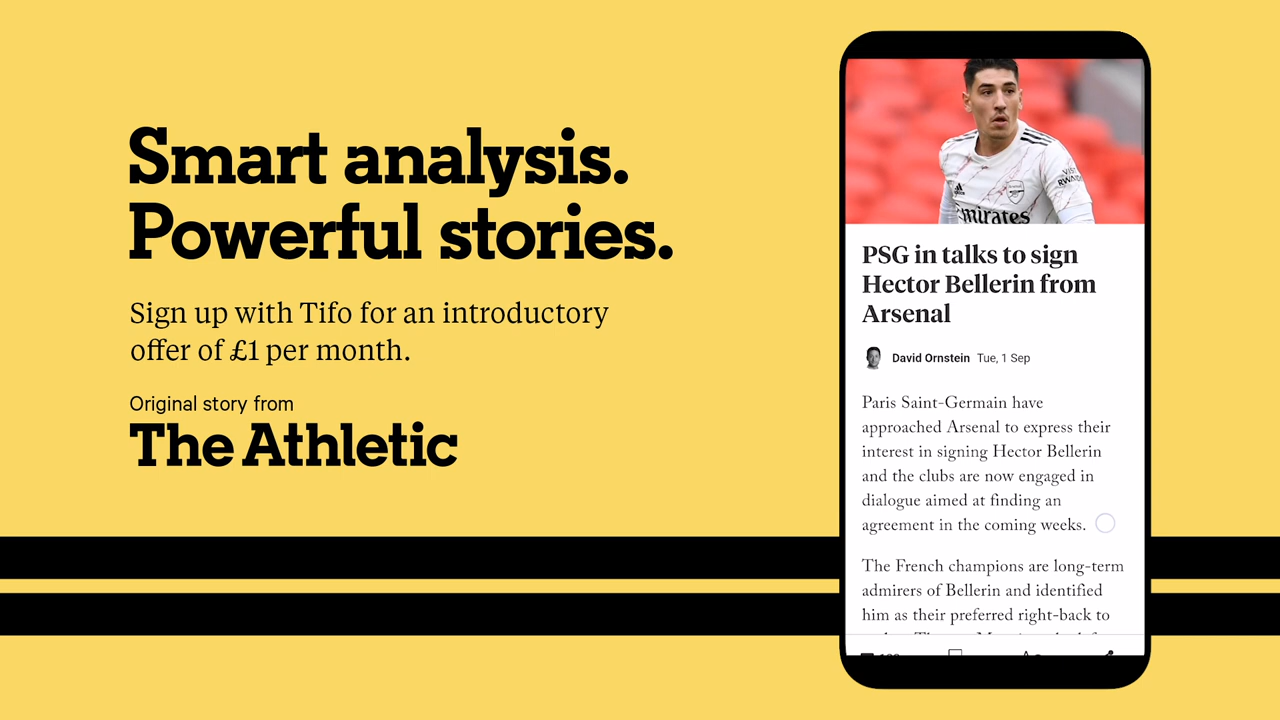 Smart analysis.
Powerful stories.
Sign up with Tifo for an introductory
offer of £1 per month.
Original story from
The Athletic
VISIT
RWANDA
Emirates
PSG in talks to sign
Hector Bellerin from
Arsenal
David Ornstein Tue, 1 Sep
Paris Saint-Germain have
approached Arsenal to express their
interest in signing Hector Bellerin
and the clubs are now engaged in
dialogue aimed at finding an
agreement in the coming weeks.
The French champions are long-term
admirers of Bellerin and identified
him as their preferred right-back to